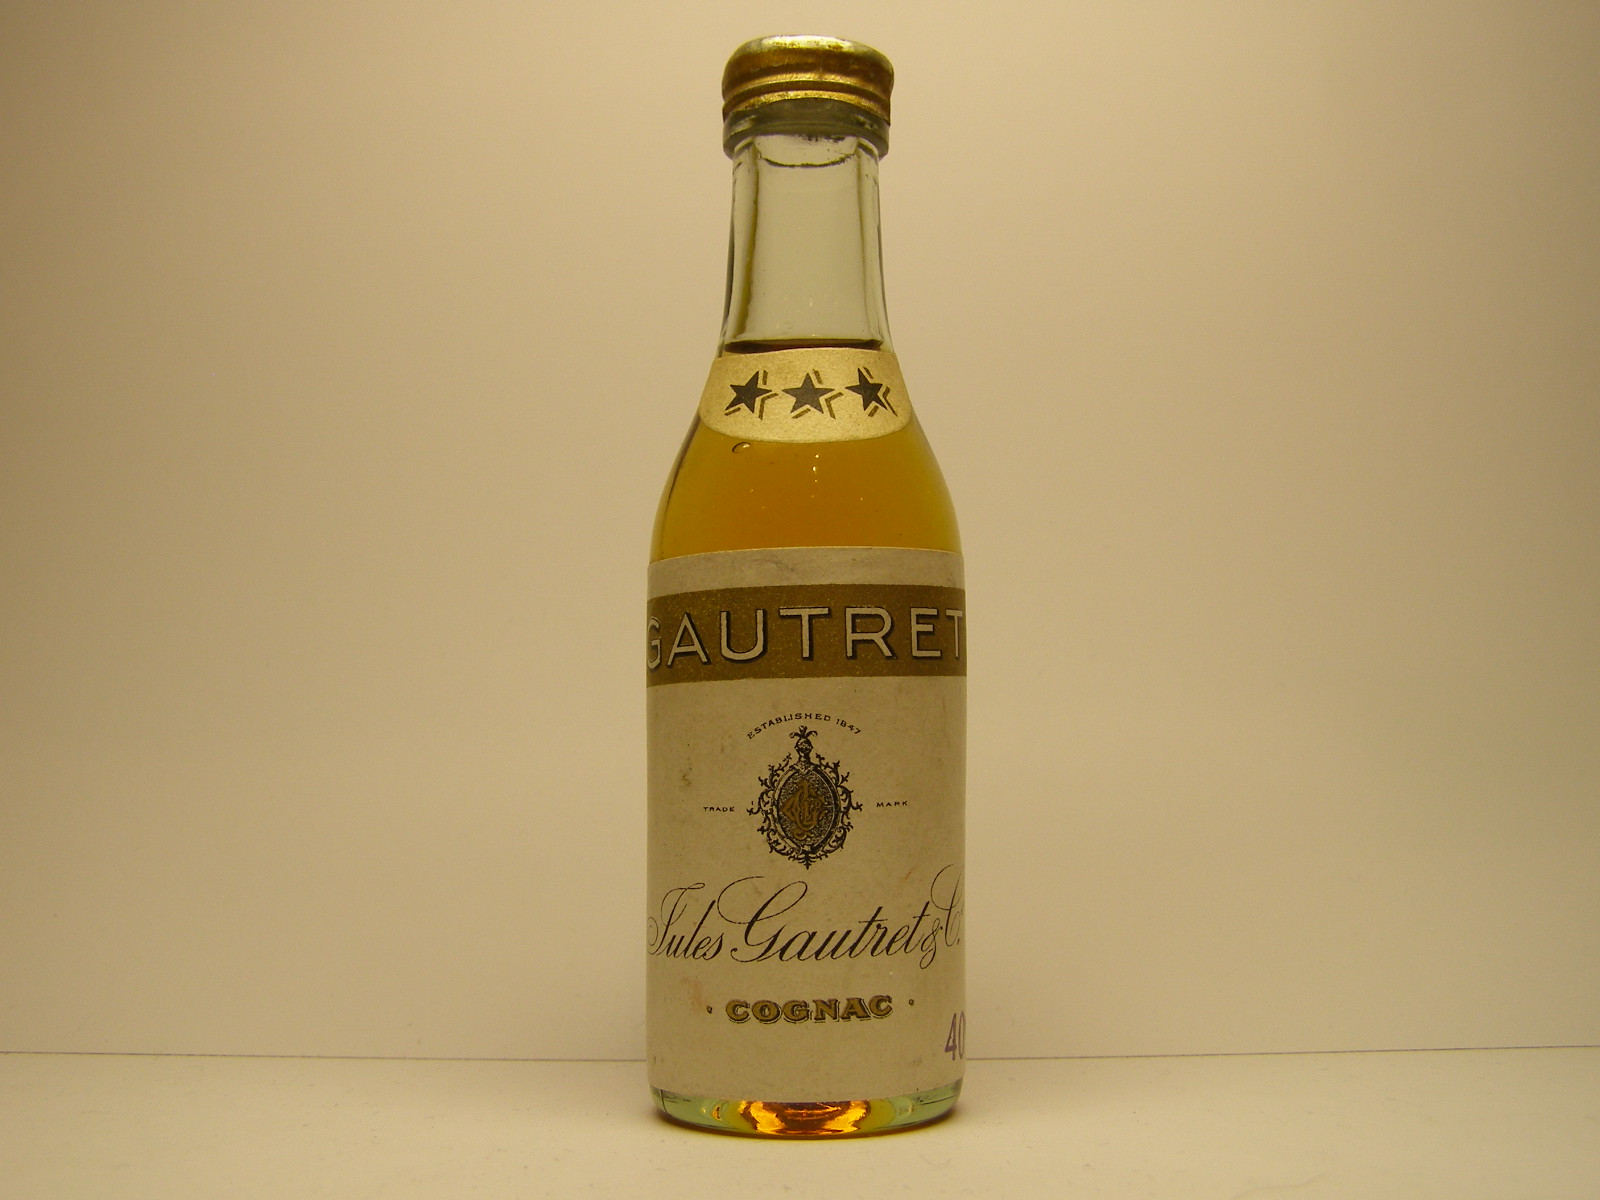 GAUTRET
ESTABLISHED 1847
TRADE MARK
Jules Gautret & C.
· COGNAC ·
40